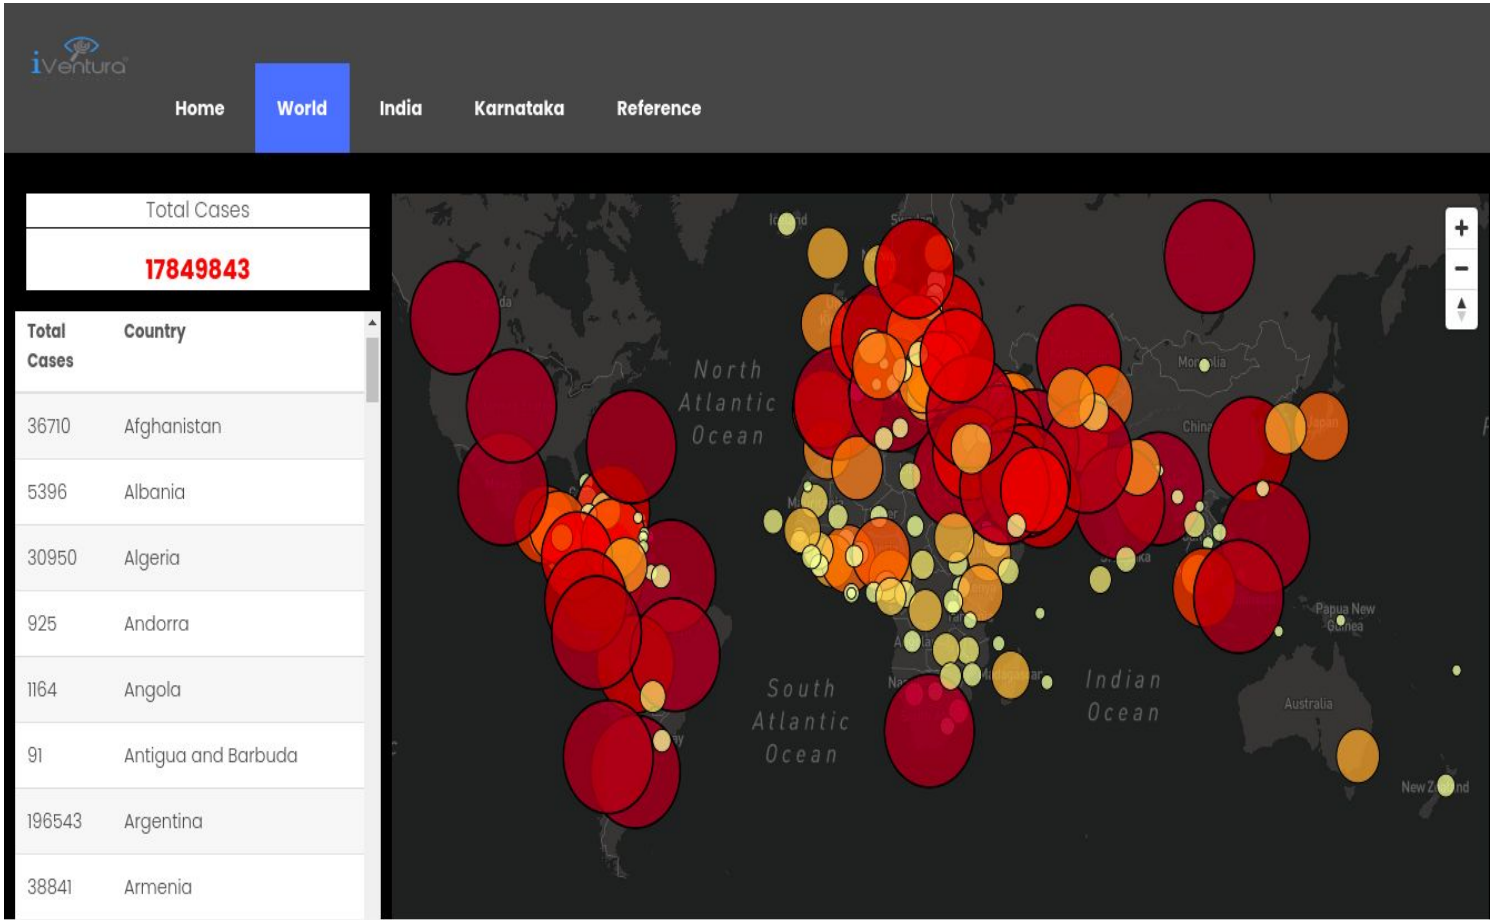 iVentura
Home World India Karnataka Reference
Total Cases
17849843
Total Cases Country
36710 Afghanistan
5396 Albania
30950 Algeria
925 Andorra
1164 Angola
91 Antigua and Barbuda
196543 Argentina
38841 Armenia
North
Atlantic
Ocean
South
Atlantic
Ocean
Indian
Ocean
China
Papua New
Guinea
Australia